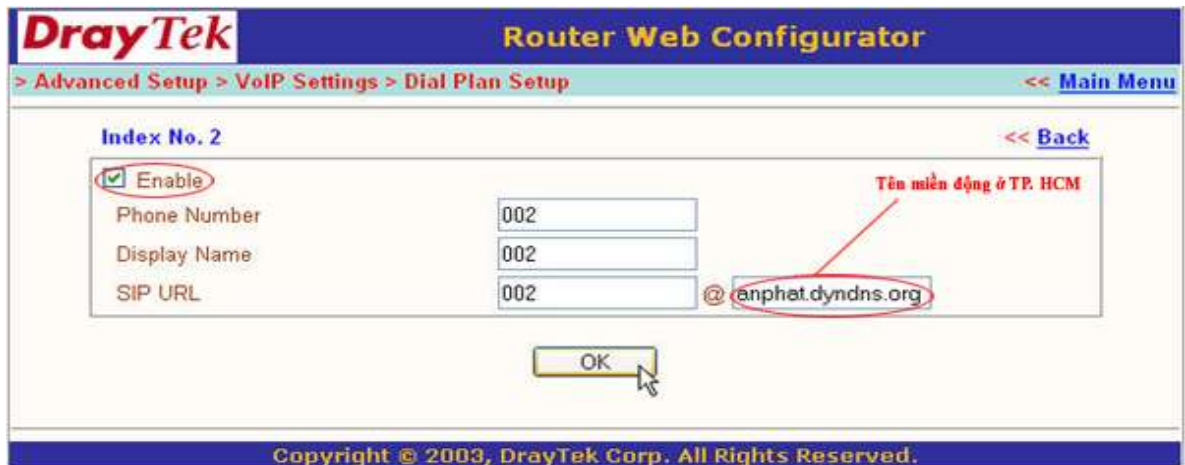 DrayTek
Router Web Configurator
> Advanced Setup > VoIP Settings > Dial Plan Setup
<< Main Menu
Index No. 2
<< Back
Enable
Tên miền động ở TP. HCM
Phone Number 002
Display Name 002
SIP URL 002 @ anphat.dyndns.org
OK
Copyright © 2003, DrayTek Corp. All Rights Reserved.